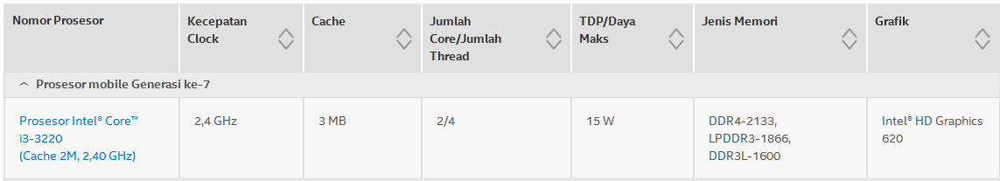 Nomor Prosesor
Kecepatan
Clock
Cache
Jumlah
Core/Jumlah
Thread
TDP/Daya
Maks
Jenis Memori
Grafik
Prosesor mobile Generasi ke-7
Prosesor Intel® Core™
i3-3220
(Cache 2M, 2,40 GHz)
2,4 GHz
3 MB
2/4
15 W
DDR4-2133,
LPDDR3-1866,
DDR3L-1600
Intel® HD Graphics
620